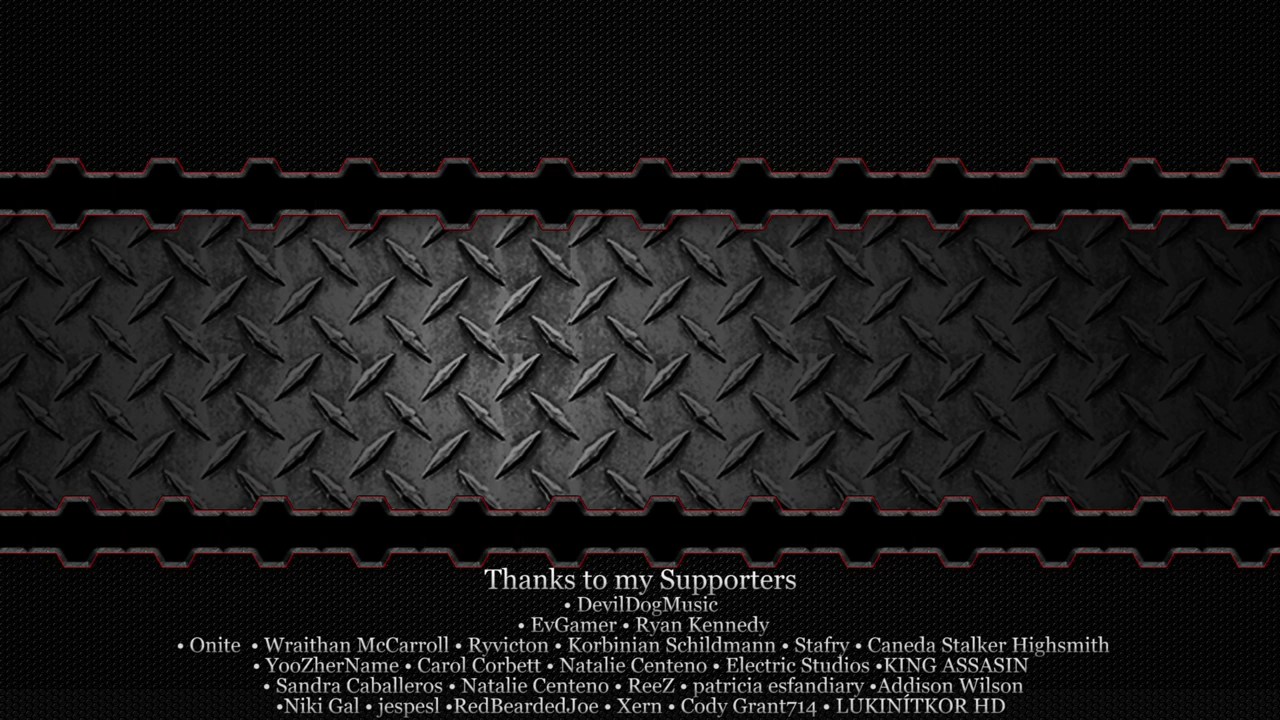 Thanks to my Supporters
• DevilDogMusic
• EvGamer • Ryan Kennedy
• Onite • Wraithan McCarroll • Ryvicton • Korbinian Schildmann • Stafry • Caneda Stalker Highsmith
• YooZherName • Carol Corbett • Natalie Centeno • Electric Studios •KING ASSASIN
• Sandra Caballeros • Natalie Centeno • ReeZ • patricia esfandiary •Addison Wilson
•Niki Gal • jespesl •RedBeardedJoe • Xern • Cody Grant714 • LUKINÍTKOR HD